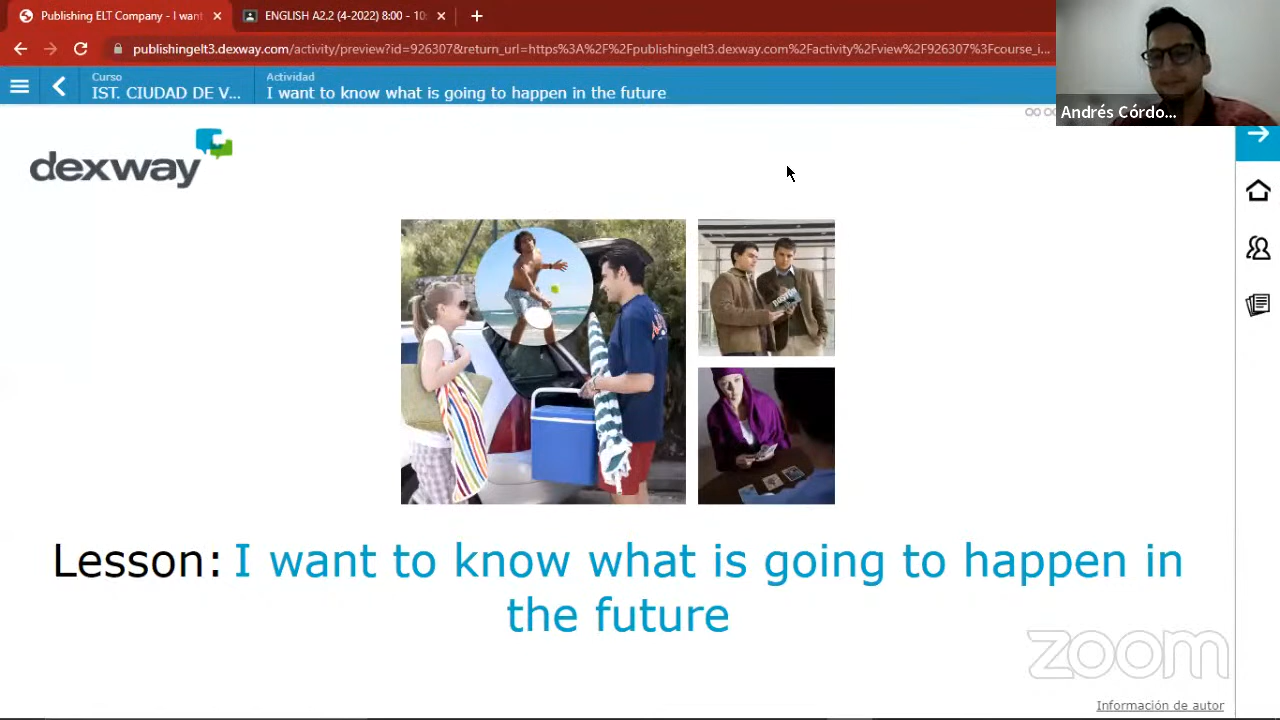 Publishing ELT Company - I want
ENGLISH A2.2 (4-2022) 8:00 - 10:
publishingelt3.dexway.com/activity/preview?id=926307&return_url=https%3A%2F%2Fpublishingelt3.dexway.com%2Factivity%2Fview%2F926307%3Fcourse_i...
Curso
IST. CIUDAD DE V...
Actividad
I want to know what is going to happen in the future
Andrés Córdo...
dexway
BOSTON
Lesson: I want to know what is going to happen in
the future
zoom
Información de autor